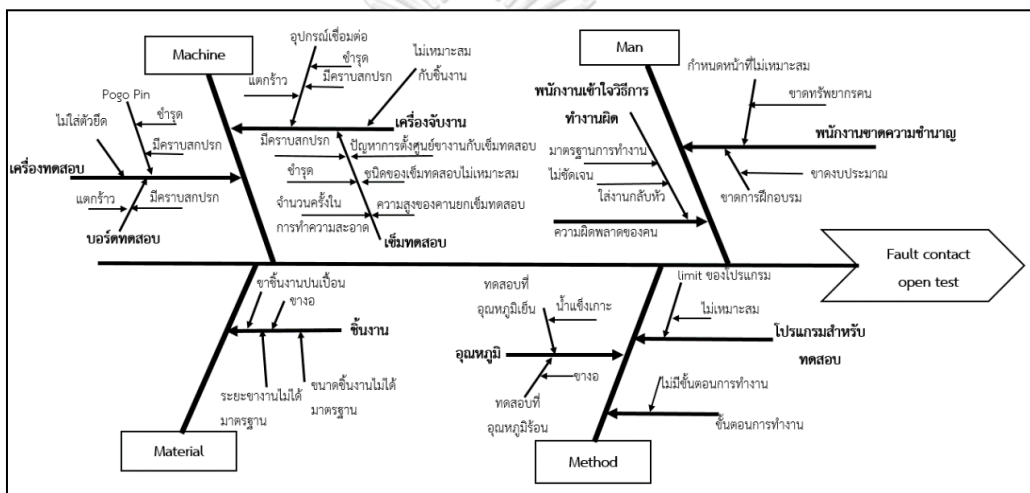 Machine
อุปกรณ์เชื่อมต่อ
ชำรุด
มีคราบสกปรก
แตกร้าว
ไม่เหมาะสม
กับชิ้นงาน
เครื่องจับงาน
Pogo Pin
ไม่ใส่ตัวยึด
ชำรุด
มีคราบสกปรก
เครื่องทดสอบ
แตกร้าว
มีคราบสกปรก
บอร์ดทดสอบ
มีคราบสกปรก
ปัญหาการตั้งศูนย์ขางานกับเข็มทดสอบ
ชำรุด
ชนิดของเข็มทดสอบไม่เหมาะสม
จำนวนครั้งใน
การทำความสะอาด
ความสูงของคานยกเข็มทดสอบ
เข็มทดสอบ
Man
กำหนดหน้าที่ไม่เหมาะสม
ขาดทรัพยากรคน
พนักงานขาดความชำนาญ
ขาดงบประมาณ
ขาดการฝึกอบรม
พนักงานเข้าใจวิธีการ
ทำงานผิด
มาตรฐานการทำงาน
ไม่ชัดเจน
ใส่งานกลับหัว
ความผิดพลาดของคน
Fault contact
open test
ขาชิ้นงานปนเปื้อน
ขางอ
ชิ้นงาน
ระยะขางานไม่ได้
มาตรฐาน
ขนาดชิ้นงานไม่ได้
มาตรฐาน
Material
ทดสอบที่
อุณหภูมิเย็น
น้ำแข็งเกาะ
อุณหภูมิ
ขางอ
ทดสอบที่
อุณหภูมิร้อน
limit ของโปรแกรม
ไม่เหมาะสม
โปรแกรมสำหรับ
ทดสอบ
ไม่มีขั้นตอนการทำงาน
ขั้นตอนการทำงาน
Method